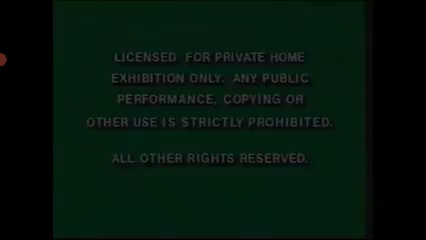 LICENSED FOR PRIVATE HOME
EXHIBITION ONLY. ANY PUBLIC
PERFORMANCE, COPYING OR
OTHER USE IS STRICTLY PROHIBITED.
ALL OTHER RIGHTS RESERVED.